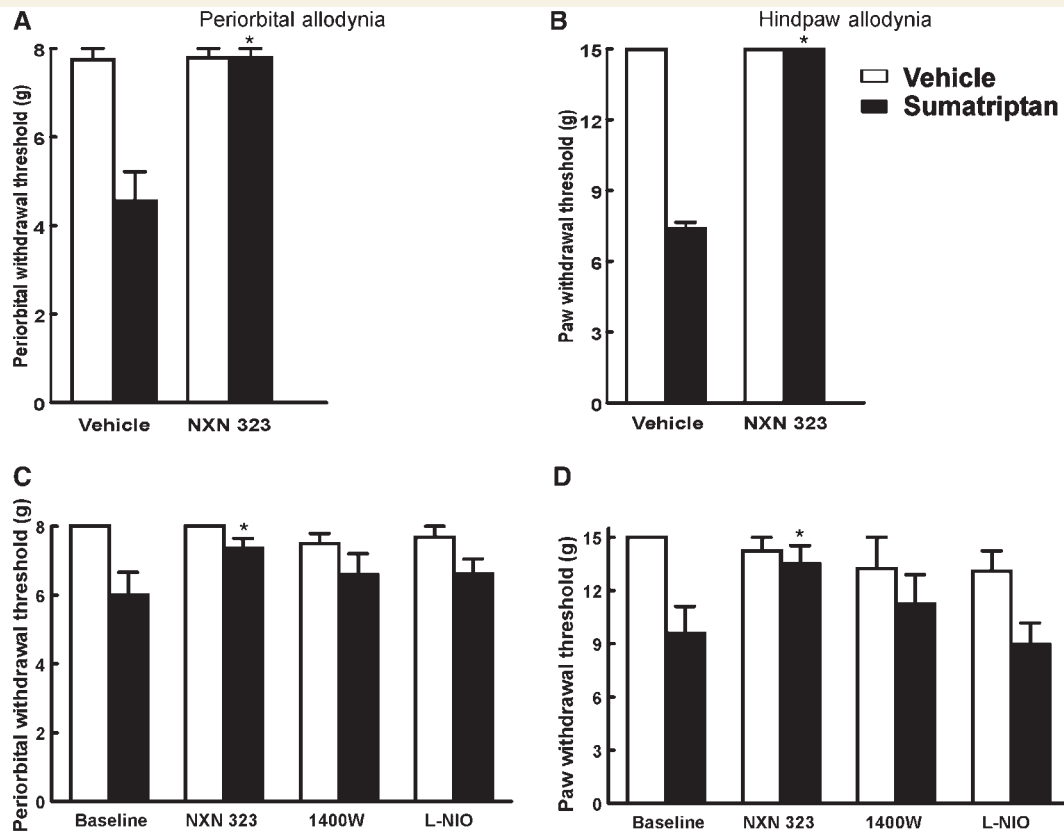 A
Periorbital allodynia
Periorbital withdrawal threshold (g)
8
6
4
2
0
*
Vehicle
NXN 323
B
Hindpaw allodynia
Paw withdrawal threshold (g)
15
12
9
6
3
0
*
Vehicle
NXN 323
Vehicle
Sumatriptan
C
Periorbital withdrawal threshold (g)
8
6
4
2
0
*
Baseline
NXN 323
1400W
L-NIO
D
Paw withdrawal threshold (g)
15
12
9
6
3
0
*
Baseline
NXN 323
1400W
L-NIO